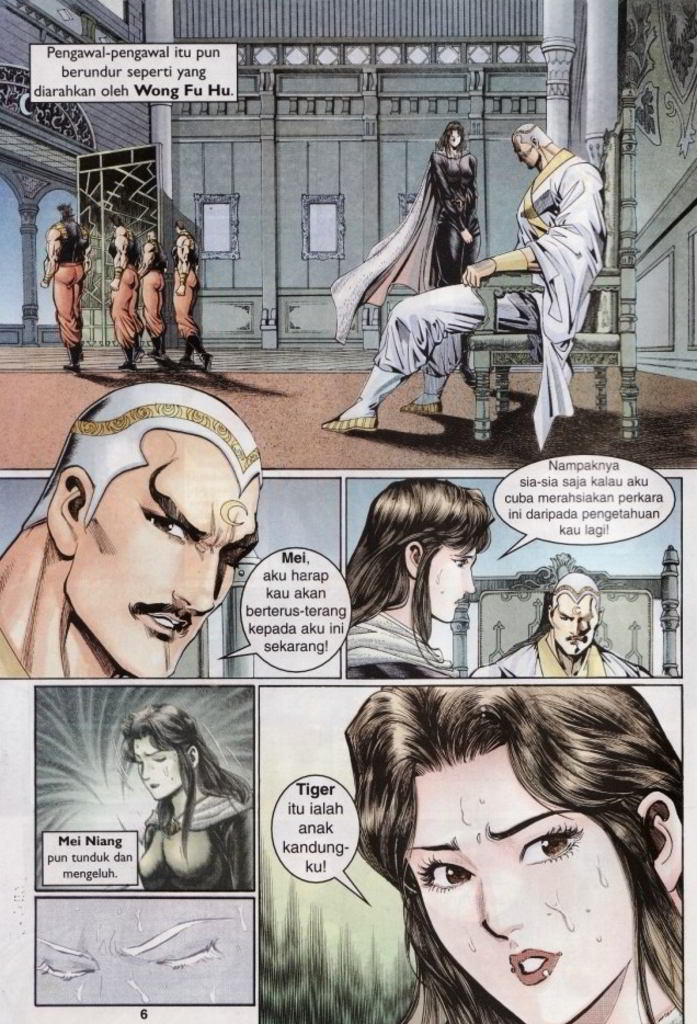 Pengawal-pengawal itu pun
berundur seperti yang
diarahkan oleh Wong Fu Hu.
Mei,
aku harap
kau akan
berterus-terang
kepada aku ini
sekarang!
Nampaknya
sia-sia saja kalau aku
cuba merahsiakan perkara
ini daripada pengetahuan
kau lagi!
Mei Niang
pun tunduk dan
mengeluh.
Tiger
itu ialah
anak
kandung-
ku!
6